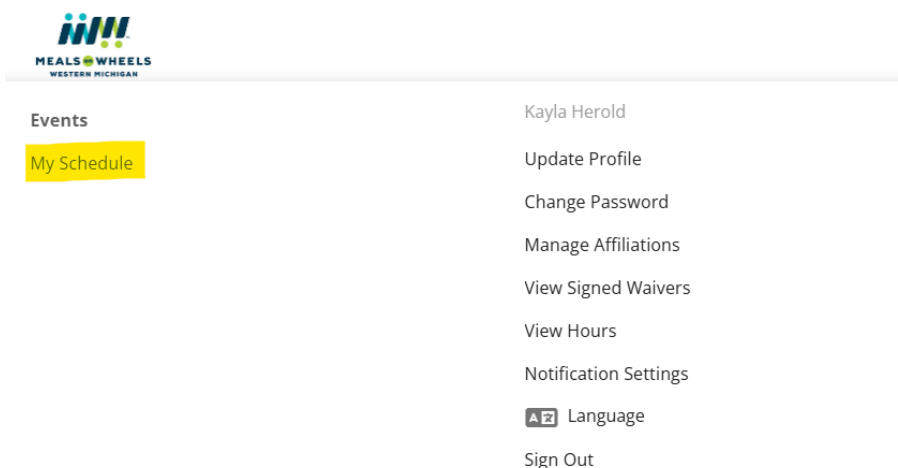 MEALS ON WHEELS
WESTERN MICHIGAN
Events
My Schedule
Kayla Herold
Update Profile
Change Password
Manage Affiliations
View Signed Waivers
View Hours
Notification Settings
Language
Sign Out